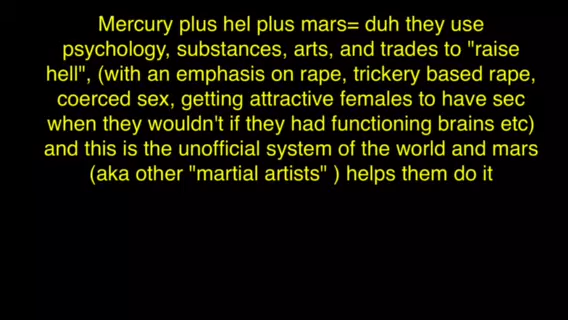 Mercury plus hel plus mars= duh they use
psychology, substances, arts, and trades to "raise
hell", (with an emphasis on rape, trickery based rape,
coerced sex, getting attractive females to have sec
when they wouldn't if they had functioning brains etc)
and this is the unofficial system of the world and mars
(aka other "martial artists" ) helps them do it